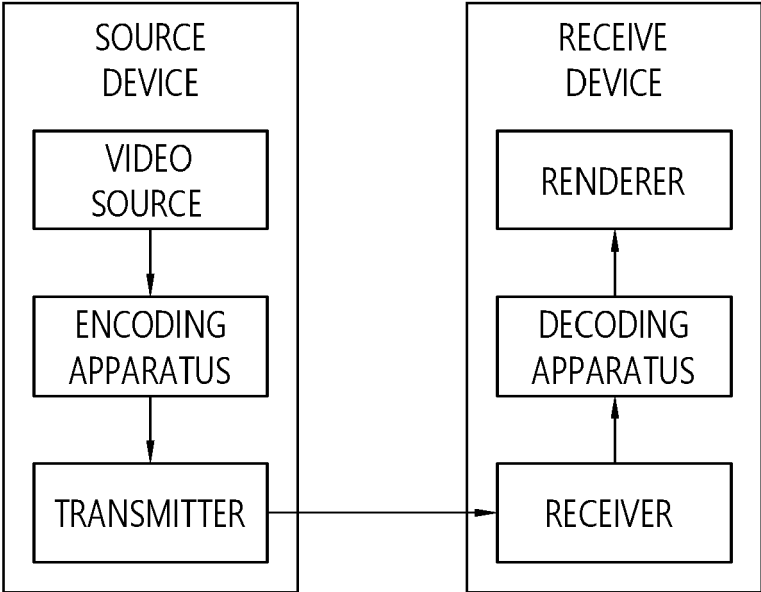 SOURCE
DEVICE
VIDEO
SOURCE
ENCODING
APPARATUS
TRANSMITTER
RECEIVE
DEVICE
RENDERER
DECODING
APPARATUS
RECEIVER